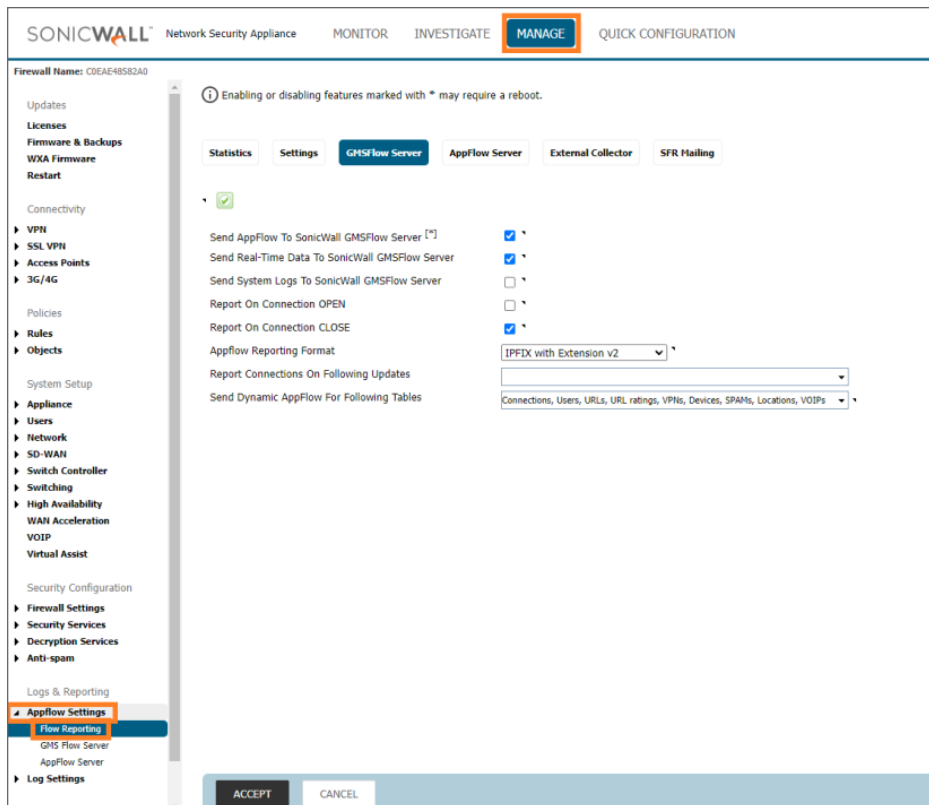 SONICWALL Network Security Appliance MONITOR INVESTIGATE MANAGE QUICK CONFIGURATION
Firewall Name: C0EAE48582A0
Updates
Licenses
Firmware & Backups
WXA Firmware
Restart
Connectivity
VPN
SSL VPN
Access Points
3G/4G
Policies
Rules
Objects
System Setup
Appliance
Users
Network
SD-WAN
Switch Controller
Switching
High Availability
WAN Acceleration
VOIP
Virtual Assist
Security Configuration
Firewall Settings
Security Services
Decryption Services
Anti-spam
Logs & Reporting
Appflow Settings
Flow Reporting
GMS Flow Server
AppFlow Server
Log Settings
Enabling or disabling features marked with * may require a reboot.
Statistics Settings GMSFlow Server AppFlow Server External Collector SFR Mailing
Send AppFlow To SonicWall GMSFlow Server [*]
Send Real-Time Data To SonicWall GMSFlow Server
Send System Logs To SonicWall GMSFlow Server
Report On Connection OPEN
Report On Connection CLOSE
Appflow Reporting Format IPFIX with Extension v2
Report Connections On Following Updates
Send Dynamic AppFlow For Following Tables Connections, Users, URLs, URL ratings, VPNs, Devices, SPAMs, Locations, VOIPs
ACCEPT CANCEL